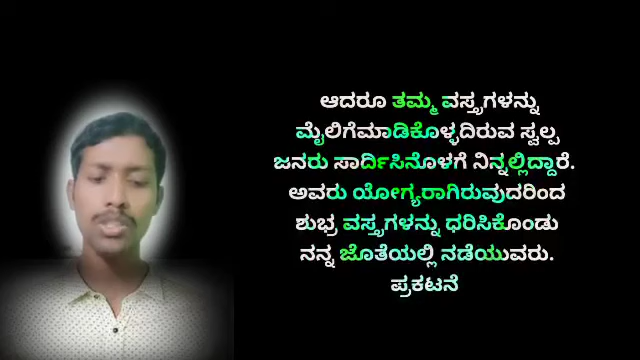 ಆದರೂ ತಮ್ಮ ವಸ್ತ್ರಗಳನ್ನು
ಮೈಲಿಗೆಮಾಡಿಕೊಳ್ಳದಿರುವ ಸ್ವಲ್ಪ
ಜನರು ಸಾರ್ದಿಸಿನೊಳಗೆ ನಿನ್ನಲ್ಲಿದ್ದಾರೆ.
ಅವರು ಯೋಗ್ಯರಾಗಿರುವುದರಿಂದ
ಶುಭ್ರ ವಸ್ತ್ರಗಳನ್ನು ಧರಿಸಿಕೊಂಡು
ನನ್ನ ಜೊತೆಯಲ್ಲಿ ನಡೆಯುವರು.
ಪ್ರಕಟನೆ